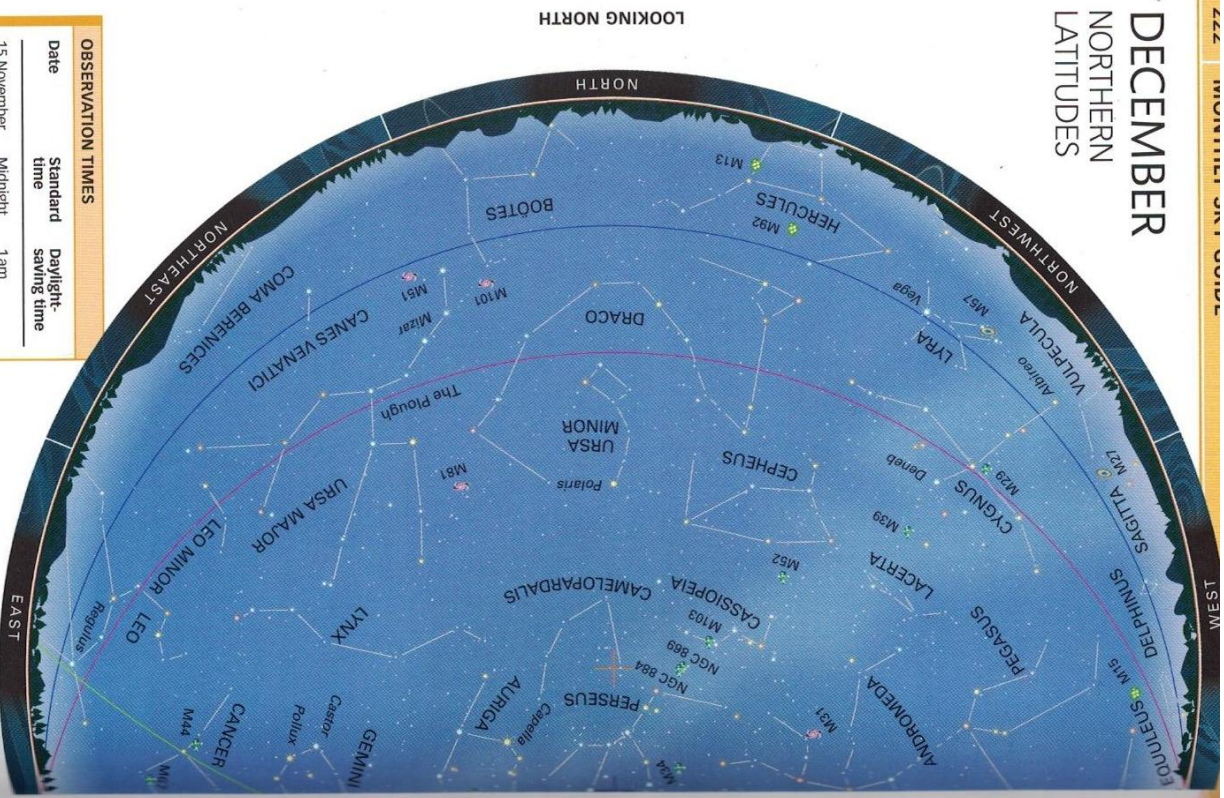 222 MONTHLY SKY GUIDE
DECEMBER
NORTHERN
LATITUDES
OBSERVATION TIMES
Date
Standard
time
Daylight-
saving time
15 November
Midnight
1am
LOOKING NORTH
NORTH
NORTHWEST
WEST
NORTHEAST
EAST
M13
HERCULES
M92
BOÖTES
COMA BERENICES
CANES VENATICI
M51
M101
Mizar
DRACO
Vega
M57
LYRA
VULPECULA
Albireo
The Plough
URSA
MINOR
Polaris
M81
URSA MAJOR
CEPHEUS
Deneb
CYGNUS
M29
M27
SAGITTA
M39
LACERTA
M52
LEO MINOR
LEO
Regulus
LYNX
CAMELOPARDALIS
CASSIOPEIA
M103
NGC 869
NGC 884
PERSEUS
PEGASUS
DELPHINUS
M15
EQUULEUS
ANDROMEDA
M31
M34
AURIGA
Capella
GEMINI
Castor
Pollux
CANCER
M44